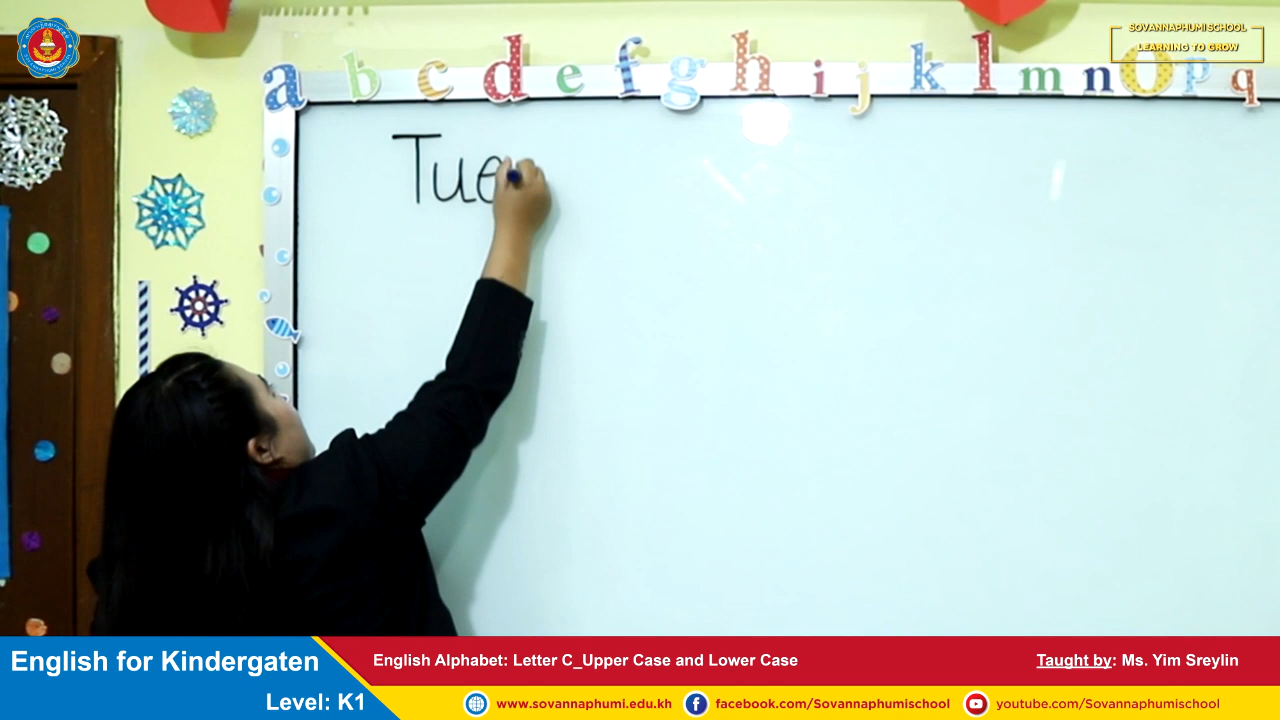 SOVANNAPHUMI SCHOOL
LEARNING TO GROW
a b c d e f g h i j k l m n o p q
Tue
English for Kindergaten
Level: K1
English Alphabet: Letter C_Upper Case and Lower Case
Taught by: Ms. Yim Sreylin
www.sovannaphumi.edu.kh
facebook.com/Sovannaphumischool
youtube.com/Sovannaphumischool